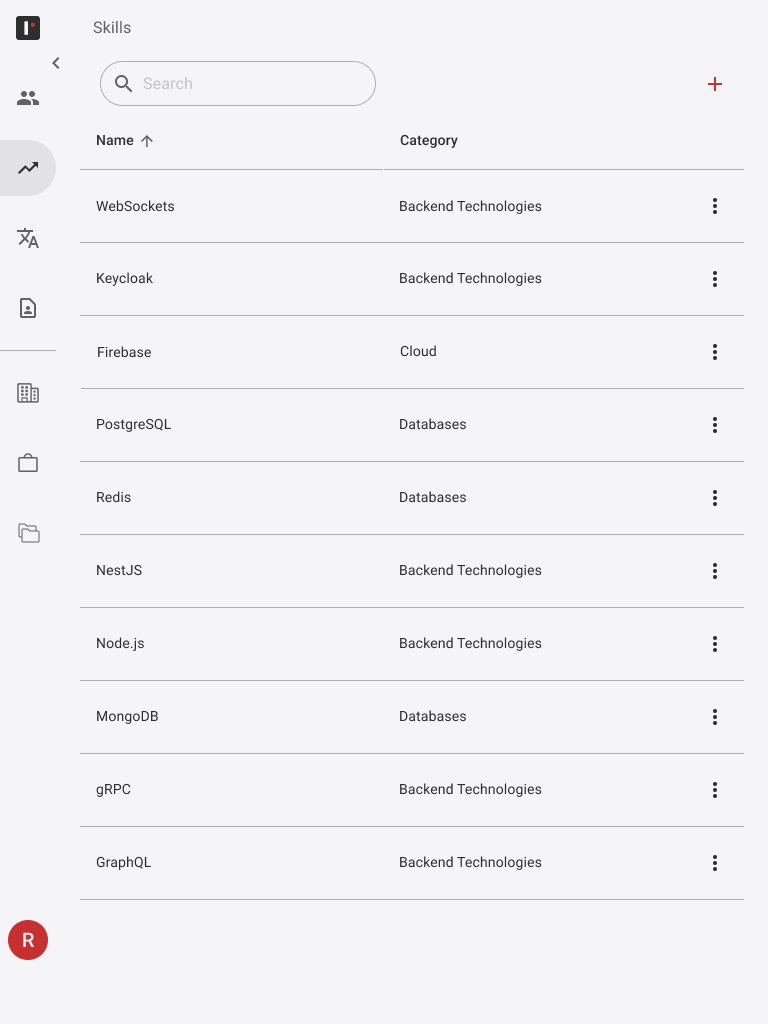 Skills
Search
Name Category
WebSockets Backend Technologies
Keycloak Backend Technologies
Firebase Cloud
PostgreSQL Databases
Redis Databases
NestJS Backend Technologies
Node.js Backend Technologies
MongoDB Databases
gRPC Backend Technologies
GraphQL Backend Technologies
R